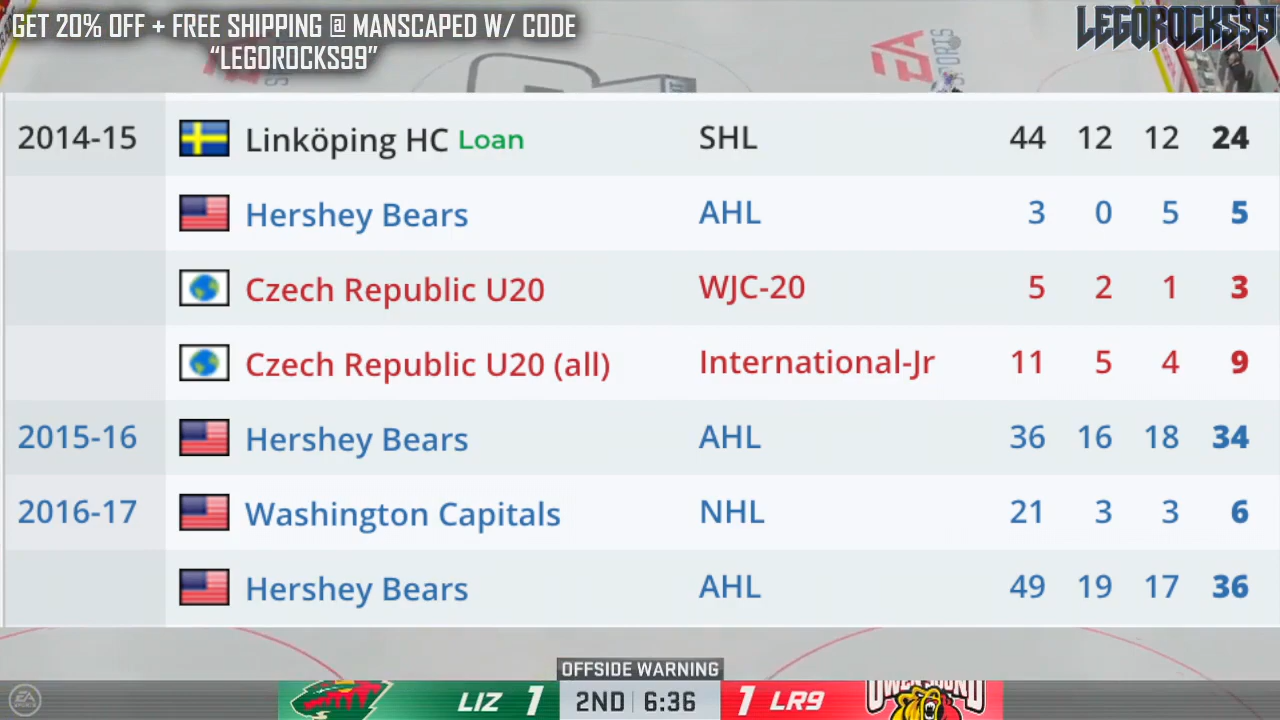 GET 20% OFF + FREE SHIPPING @ MANSCAPED W/ CODE
"LEGOROCKS99"
LEGOROCKS99
EA SPORTS
2014-15 Linköping HC Loan SHL 44 12 12 24
Hershey Bears AHL 3 0 5 5
Czech Republic U20 WJC-20 5 2 1 3
Czech Republic U20 (all) International-Jr 11 5 4 9
2015-16 Hershey Bears AHL 36 16 18 34
2016-17 Washington Capitals NHL 21 3 3 6
Hershey Bears AHL 49 19 17 36
OFFSIDE WARNING
LIZ 1 2ND 6:36 1 LR9